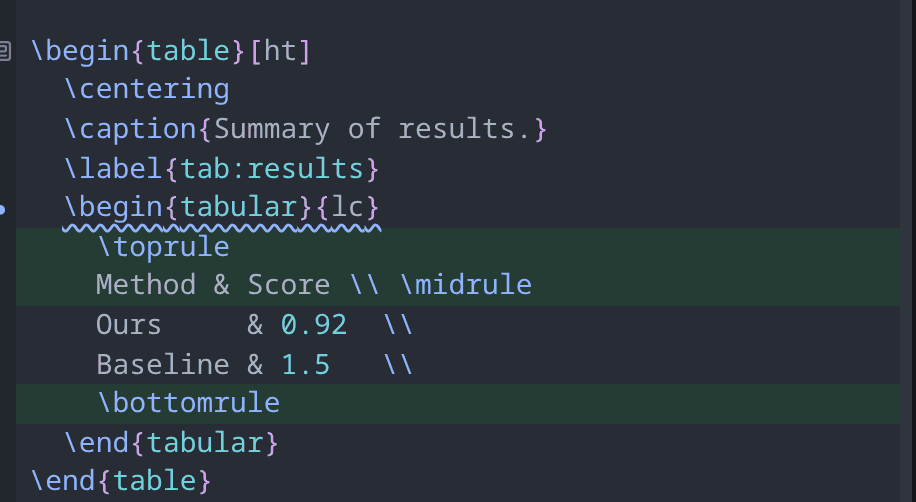 \begin{table}[ht]
  \centering
  \caption{Summary of results.}
  \label{tab:results}
  \begin{tabular}{lc}
    \toprule
    Method & Score \\ \midrule
    Ours     & 0.92  \\
    Baseline & 1.5   \\
    \bottomrule
  \end{tabular}
\end{table}